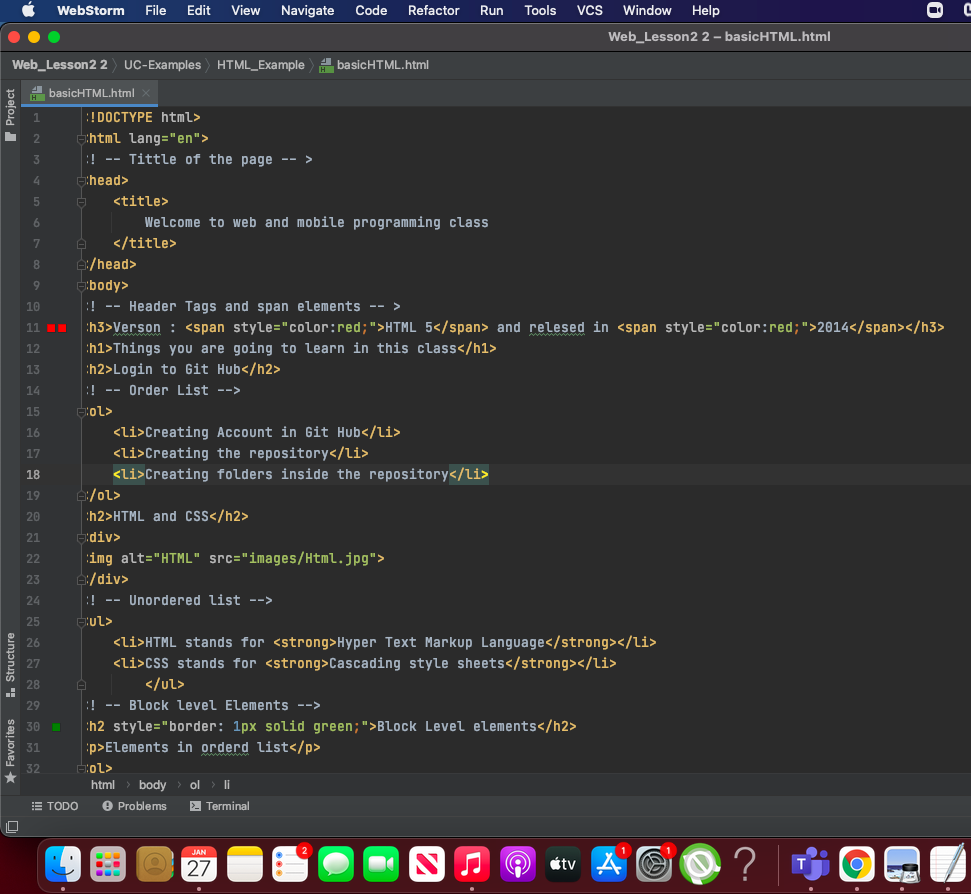 WebStorm File Edit View Navigate Code Refactor Run Tools VCS Window Help
Web_Lesson2 2 – basicHTML.html
Web_Lesson2 2 UC-Examples HTML_Example basicHTML.html
Project
basicHTML.html
1 !DOCTYPE html>
2 html lang="en">
3 ! -- Tittle of the page -- >
4 head>
5 <title>
6 Welcome to web and mobile programming class
7 </title>
8 /head>
9 body>
10 ! -- Header Tags and span elements -- >
11 h3>Verson : <span style="color:red;">HTML 5</span> and relesed in <span style="color:red;">2014</span></h3>
12 h1>Things you are going to learn in this class</h1>
13 h2>Login to Git Hub</h2>
14 ! -- Order List -->
15 ol>
16 <li>Creating Account in Git Hub</li>
17 <li>Creating the repository</li>
18 <li>Creating folders inside the repository</li>
19 /ol>
20 h2>HTML and CSS</h2>
21 div>
22 img alt="HTML" src="images/Html.jpg">
23 /div>
24 ! -- Unordered list -->
25 ul>
26 <li>HTML stands for <strong>Hyper Text Markup Language</strong></li>
27 <li>CSS stands for <strong>Cascading style sheets</strong></li>
28 </ul>
29 ! -- Block level Elements -->
30 h2 style="border: 1px solid green;">Block Level elements</h2>
31 p>Elements in orderd list</p>
32 ol>
Structure
Favorites
html body ol li
TODO Problems Terminal
JAN
27
2
tv
1
1